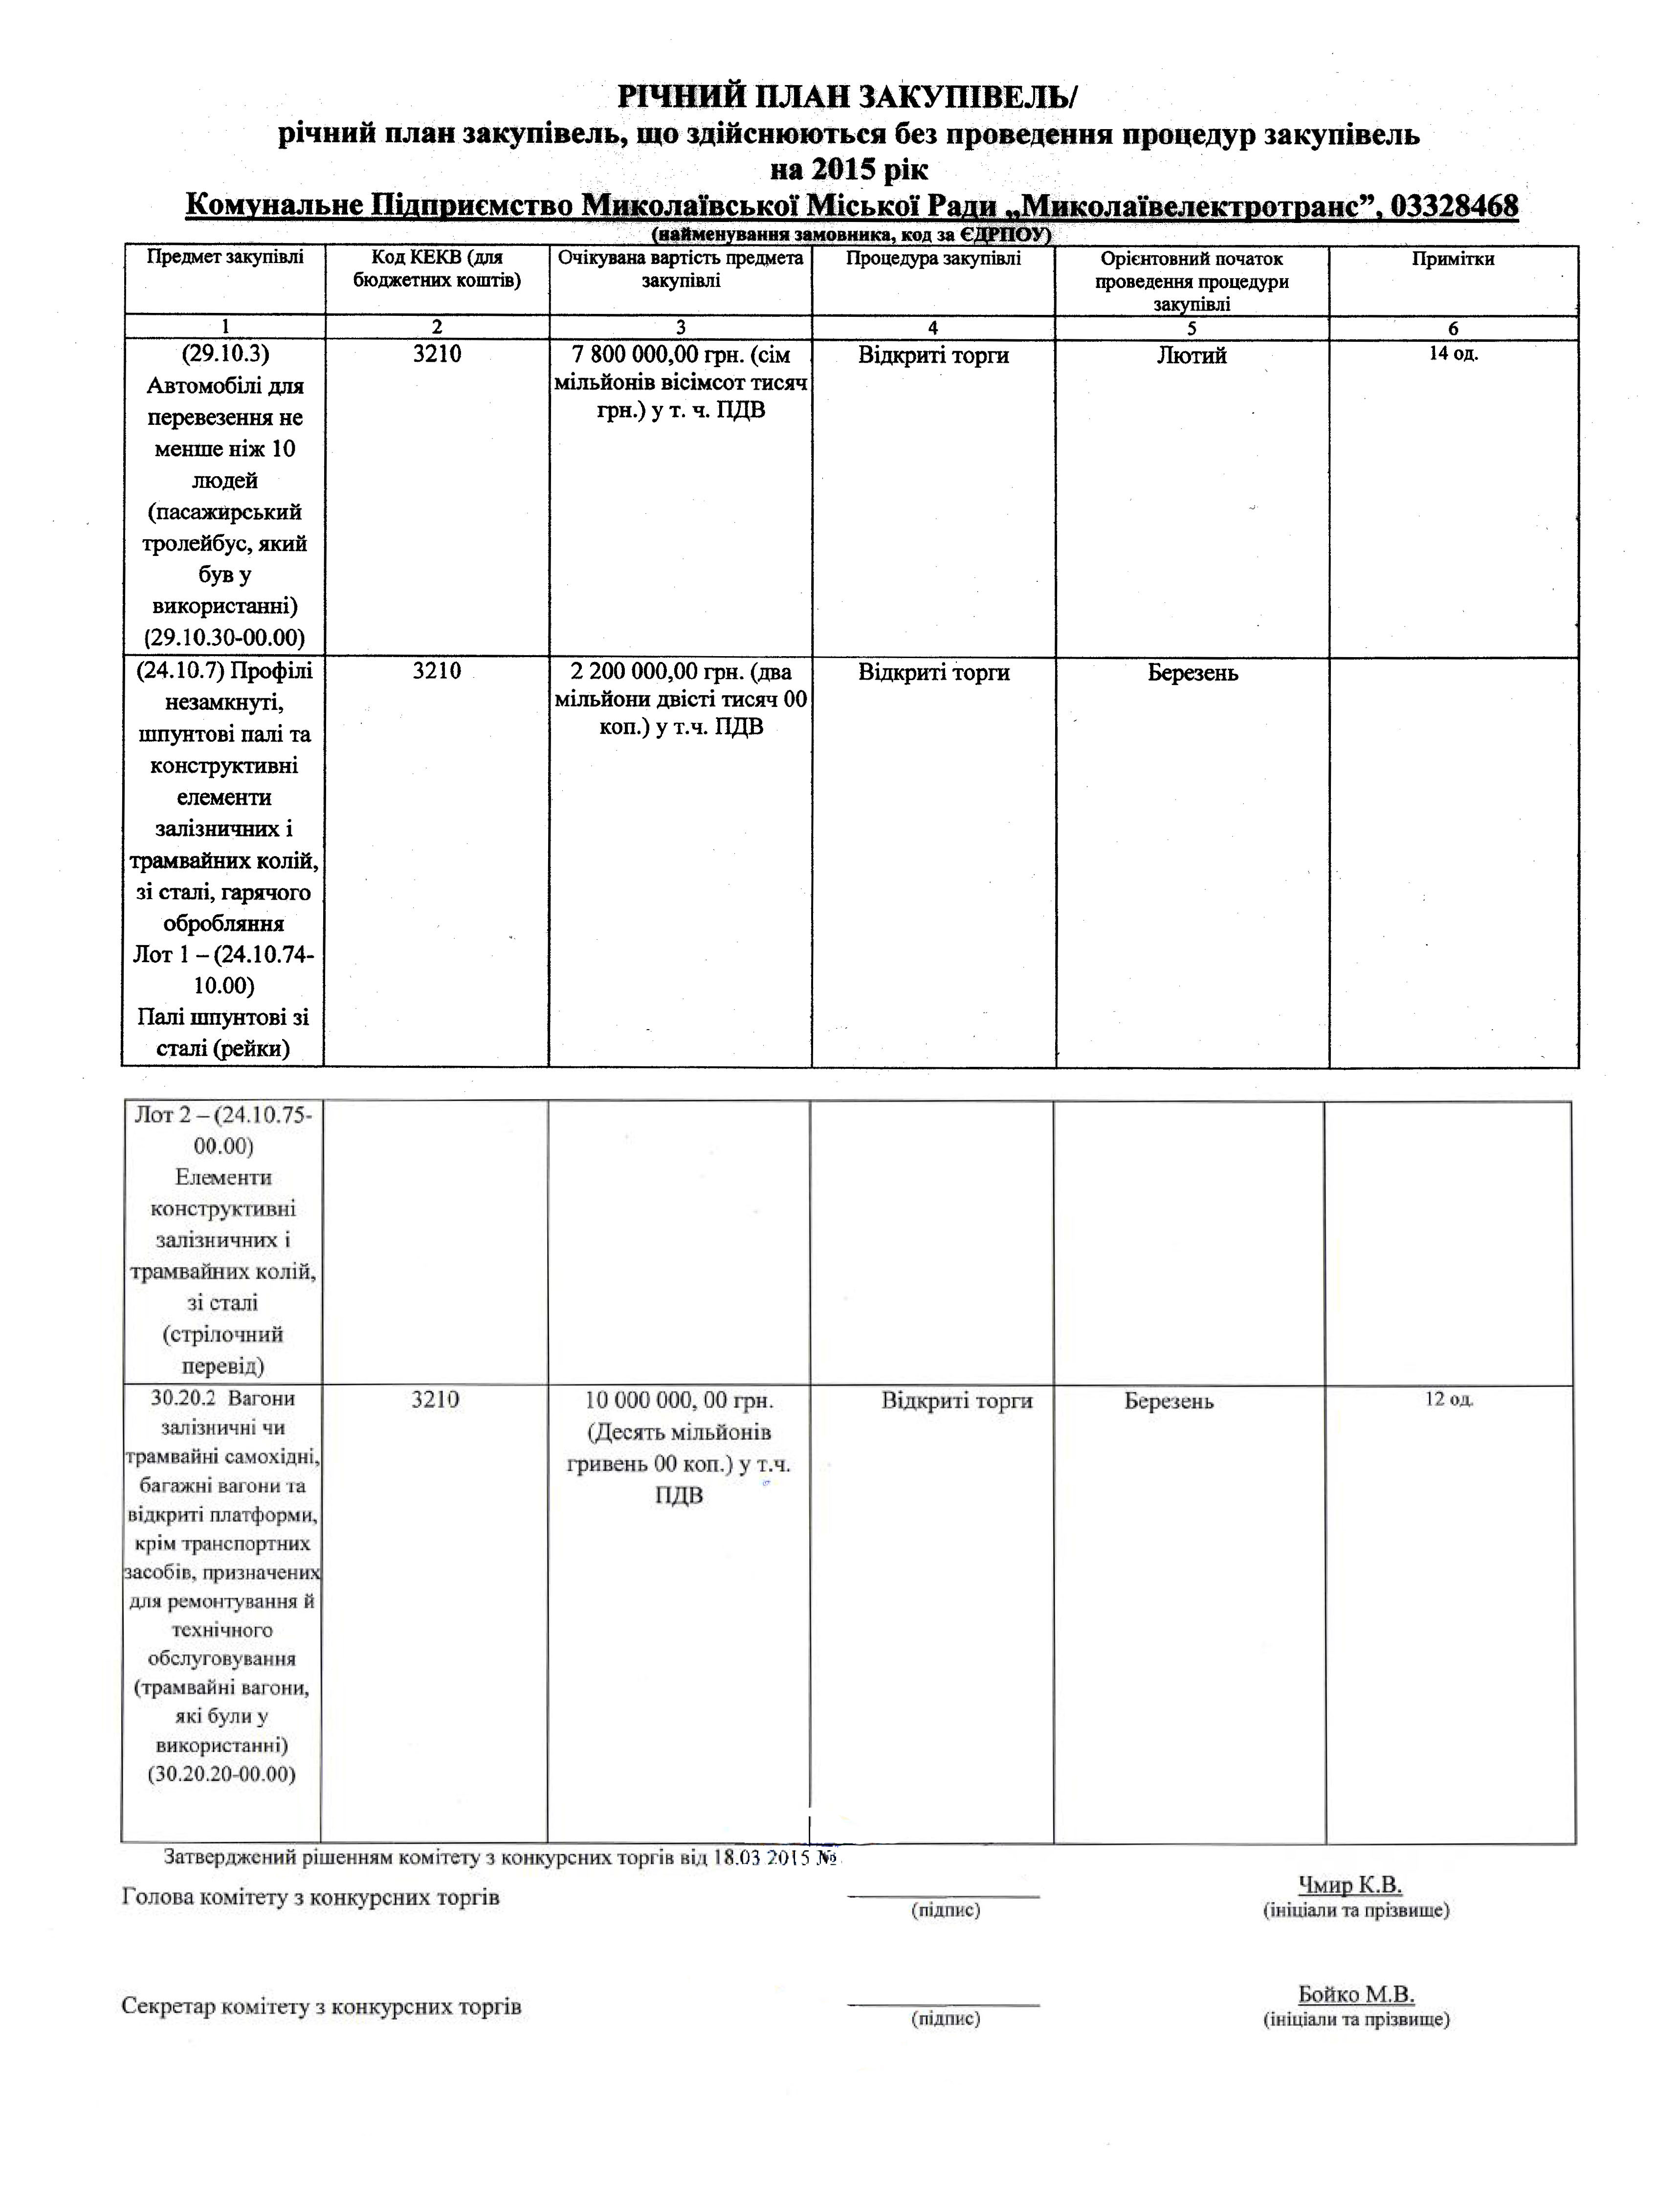 РІЧНИЙ ПЛАН ЗАКУПІВЕЛЬ/
річний план закупівель, що здійснюються без проведення процедур закупівель
на 2015 рік
Комунальне Підприємство Миколаївської Міської Ради „Миколаївелектротранс”, 03328468
(найменування замовника, код за ЄДРПОУ)
Предмет закупівлі
Код КЕКВ (для
бюджетних коштів)
Очікувана вартість предмета
закупівлі
Процедура закупівлі
Орієнтовний початок
проведення процедури
закупівлі
Примітки
1
2
3
4
5
6
(29.10.3)
Автомобілі для
перевезення не
менше ніж 10
людей
(пасажирський
тролейбус, який
був у
використанні)
(29.10.30-00.00)
3210
7 800 000,00 грн. (сім
мільйонів вісімсот тисяч
грн.) у т. ч. ПДВ
Відкриті торги
Лютий
14 од.
(24.10.7) Профілі
незамкнуті,
шпунтові палі та
конструктивні
елементи
залізничних і
трамвайних колій,
зі сталі, гарячого
обробляння
Лот 1 – (24.10.74-
10.00)
Палі шпунтові зі
сталі (рейки)
3210
2 200 000,00 грн. (два
мільйони двісті тисяч 00
коп.) у т.ч. ПДВ
Відкриті торги
Березень
Лот 2 – (24.10.75-
00.00)
Елементи
конструктивні
залізничних і
трамвайних колій,
зі сталі
(стрілочний
перевід)
30.20.2 Вагони
залізничні чи
трамвайні самохідні,
багажні вагони та
відкриті платформи,
крім транспортних
засобів, призначених
для ремонтування й
технічного
обслуговування
(трамвайні вагони,
які були у
використанні)
(30.20.20-00.00)
3210
10 000 000, 00 грн.
(Десять мільйонів
гривень 00 коп.) у т.ч.
ПДВ
Відкриті торги
Березень
12 од.
Затверджений рішенням комітету з конкурсних торгів від 18.03 2015 №
Голова комітету з конкурсних торгів
(підпис)
Чмир К.В.
(ініціали та прізвище)
Секретар комітету з конкурсних торгів
(підпис)
Бойко М.В.
(ініціали та прізвище)